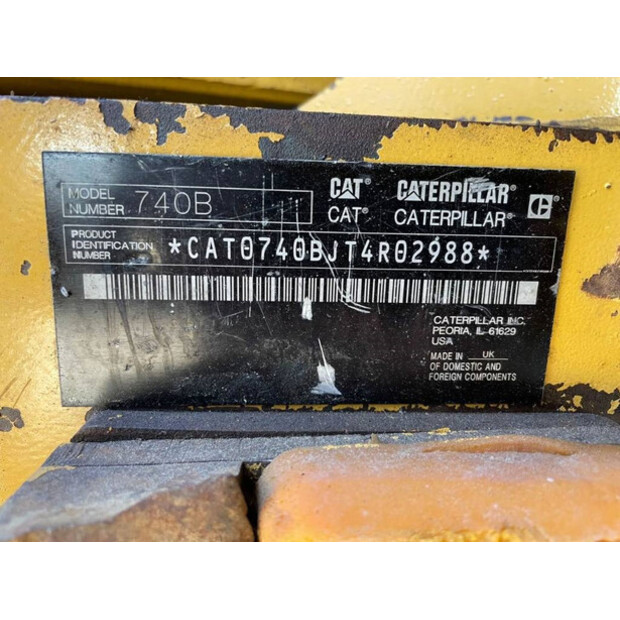 MODEL NUMBER 740B
CAT® CATERPILLAR®
CAT® CATERPILLAR®
PRODUCT IDENTIFICATION NUMBER *CAT0740BJT4R02988*
CATERPILLAR INC.
PEORIA, IL 61629
USA
MADE IN UK
OF DOMESTIC AND
FOREIGN COMPONENTS